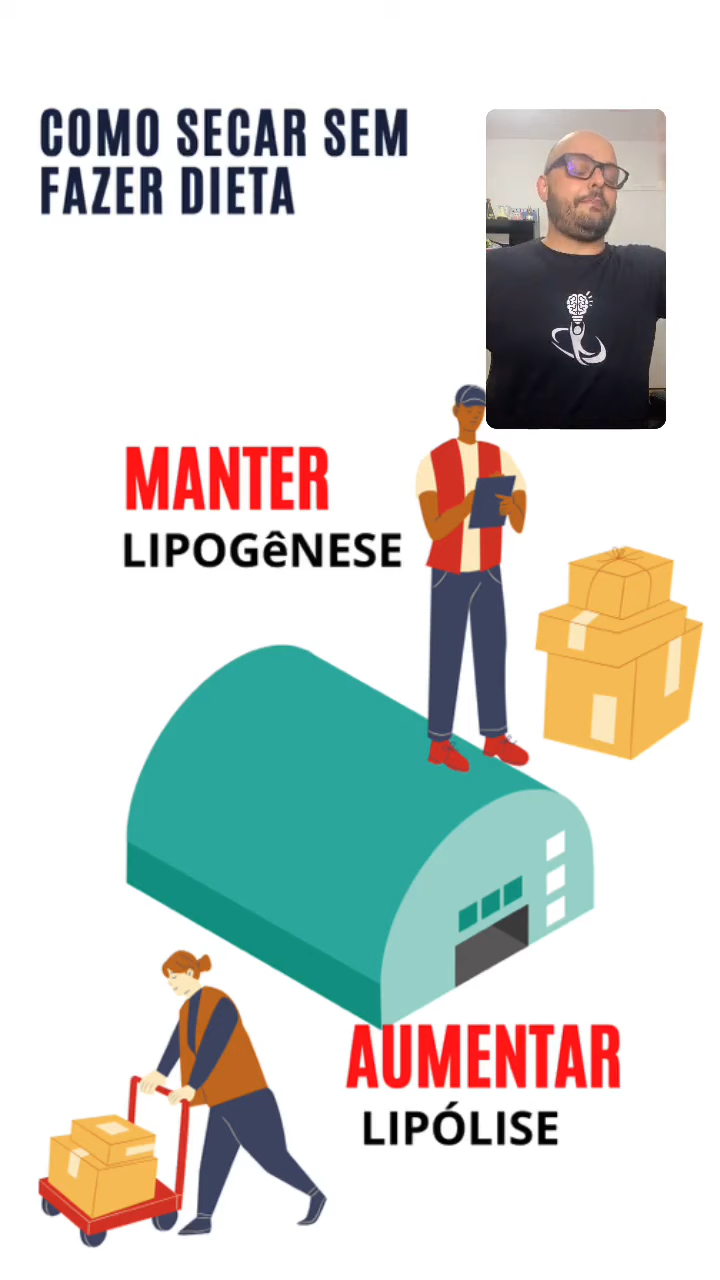 COMO SECAR SEM
FAZER DIETA
MANTER
LIPOGêNESE
AUMENTAR
LIPÓLISE